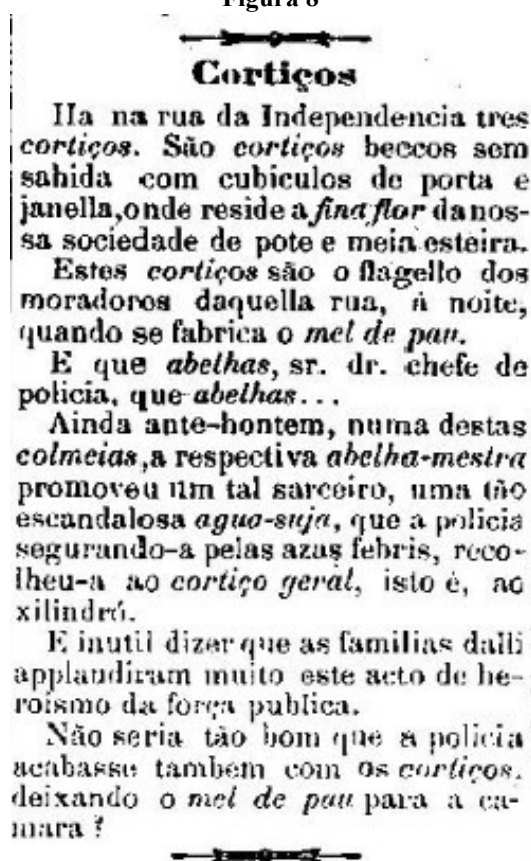 Figura 8
Cortiços
Ha na rua da Independencia tres
cortiços. São cortiços beccos sem
sahida com cubiculos de porta e
janella,onde reside a fina flor da nos-
sa sociedade de pote e meia esteira.
Estes cortiços são o flagello dos
moradores daquella rua, á noite,
quando se fabrica o mel de pau.
E que abelhas, sr. dr. chefe de
policia, que abelhas...
Ainda ante-hontem, numa destas
colmeias,a respectiva abelha-mestra
promoveu um tal sarceiro, uma tão
escandalosa agua-suja, que a policia
segurando-a pelas azas febris, reco-
lheu-a ao cortiço geral, isto é, ao
xilindró.
E inutil dizer que as familias dalli
applaudiram muito este acto de he-
roismo da força publica.
Não seria tão bom que a policia
acabasse tambem com os cortiços,
deixando o mel de pau para a ca-
mara ?